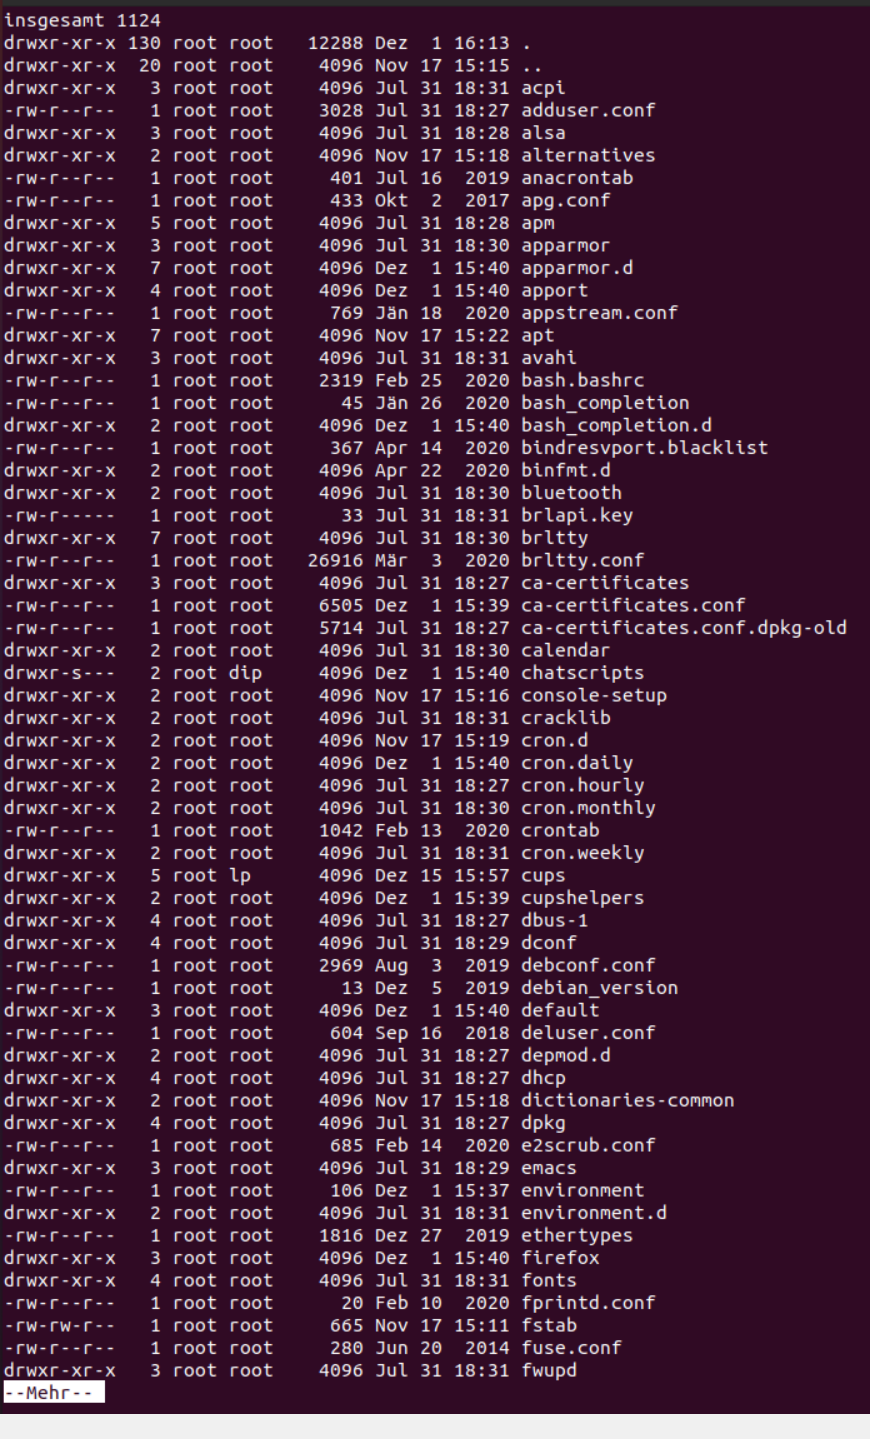 insgesamt 1124
drwxr-xr-x 130 root root   12288 Dez  1 16:13 .
drwxr-xr-x  20 root root    4096 Nov 17 15:15 ..
drwxr-xr-x   3 root root    4096 Jul 31 18:31 acpi
-rw-r--r--   1 root root    3028 Jul 31 18:27 adduser.conf
drwxr-xr-x   3 root root    4096 Jul 31 18:28 alsa
drwxr-xr-x   2 root root    4096 Nov 17 15:18 alternatives
-rw-r--r--   1 root root     401 Jul 16  2019 anacrontab
-rw-r--r--   1 root root     433 Okt  2  2017 apg.conf
drwxr-xr-x   5 root root    4096 Jul 31 18:28 apm
drwxr-xr-x   3 root root    4096 Jul 31 18:30 apparmor
drwxr-xr-x   7 root root    4096 Dez  1 15:40 apparmor.d
drwxr-xr-x   4 root root    4096 Dez  1 15:40 apport
-rw-r--r--   1 root root     769 Jän 18  2020 appstream.conf
drwxr-xr-x   7 root root    4096 Nov 17 15:22 apt
drwxr-xr-x   3 root root    4096 Jul 31 18:31 avahi
-rw-r--r--   1 root root    2319 Feb 25  2020 bash.bashrc
-rw-r--r--   1 root root      45 Jän 26  2020 bash_completion
drwxr-xr-x   2 root root    4096 Dez  1 15:40 bash_completion.d
-rw-r--r--   1 root root     367 Apr 14  2020 bindresvport.blacklist
drwxr-xr-x   2 root root    4096 Apr 22  2020 binfmt.d
drwxr-xr-x   2 root root    4096 Jul 31 18:30 bluetooth
-rw-r-----   1 root root      33 Jul 31 18:31 brlapi.key
drwxr-xr-x   7 root root    4096 Jul 31 18:30 brltty
-rw-r--r--   1 root root   26916 Mär  3  2020 brltty.conf
drwxr-xr-x   3 root root    4096 Jul 31 18:27 ca-certificates
-rw-r--r--   1 root root    6505 Dez  1 15:39 ca-certificates.conf
-rw-r--r--   1 root root    5714 Jul 31 18:27 ca-certificates.conf.dpkg-old
drwxr-xr-x   2 root root    4096 Jul 31 18:30 calendar
drwxr-s---   2 root dip     4096 Dez  1 15:40 chatscripts
drwxr-xr-x   2 root root    4096 Nov 17 15:16 console-setup
drwxr-xr-x   2 root root    4096 Jul 31 18:31 cracklib
drwxr-xr-x   2 root root    4096 Nov 17 15:19 cron.d
drwxr-xr-x   2 root root    4096 Dez  1 15:40 cron.daily
drwxr-xr-x   2 root root    4096 Jul 31 18:27 cron.hourly
drwxr-xr-x   2 root root    4096 Jul 31 18:30 cron.monthly
-rw-r--r--   1 root root    1042 Feb 13  2020 crontab
drwxr-xr-x   2 root root    4096 Jul 31 18:31 cron.weekly
drwxr-xr-x   5 root lp      4096 Dez 15 15:57 cups
drwxr-xr-x   2 root root    4096 Dez  1 15:39 cupshelpers
drwxr-xr-x   4 root root    4096 Jul 31 18:27 dbus-1
drwxr-xr-x   4 root root    4096 Jul 31 18:29 dconf
-rw-r--r--   1 root root    2969 Aug  3  2019 debconf.conf
-rw-r--r--   1 root root      13 Dez  5  2019 debian_version
drwxr-xr-x   3 root root    4096 Dez  1 15:40 default
-rw-r--r--   1 root root     604 Sep 16  2018 deluser.conf
drwxr-xr-x   2 root root    4096 Jul 31 18:27 depmod.d
drwxr-xr-x   4 root root    4096 Jul 31 18:27 dhcp
drwxr-xr-x   2 root root    4096 Nov 17 15:18 dictionaries-common
drwxr-xr-x   4 root root    4096 Jul 31 18:27 dpkg
-rw-r--r--   1 root root     685 Feb 14  2020 e2scrub.conf
drwxr-xr-x   3 root root    4096 Jul 31 18:29 emacs
-rw-r--r--   1 root root     106 Dez  1 15:37 environment
drwxr-xr-x   2 root root    4096 Jul 31 18:31 environment.d
-rw-r--r--   1 root root    1816 Dez 27  2019 ethertypes
drwxr-xr-x   3 root root    4096 Dez  1 15:40 firefox
drwxr-xr-x   4 root root    4096 Jul 31 18:31 fonts
-rw-r--r--   1 root root      20 Feb 10  2020 fprintd.conf
-rw-rw-r--   1 root root     665 Nov 17 15:11 fstab
-rw-r--r--   1 root root     280 Jun 20  2014 fuse.conf
drwxr-xr-x   3 root root    4096 Jul 31 18:31 fwupd
--Mehr--